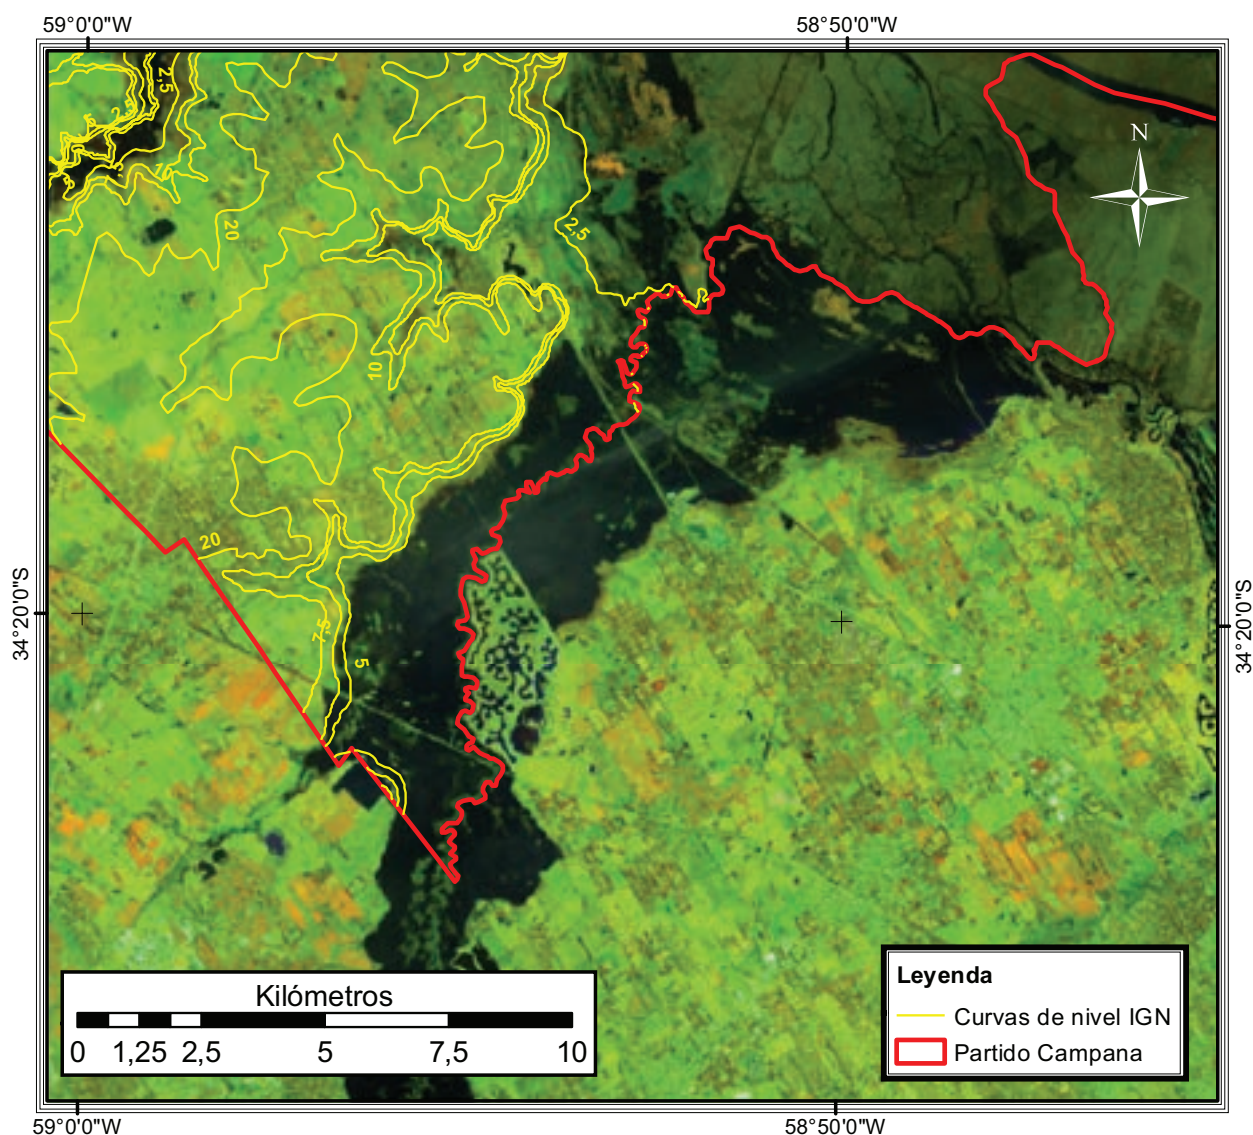 59°0'0"W
58°50'0"W
2,5
N
20
2,5
10
20
7,5
5
34°20'0"S
34°20'0"S
Kilómetros
0 1,25 2,5 5 7,5 10
Leyenda
Curvas de nivel IGN
Partido Campana
59°0'0"W
58°50'0"W